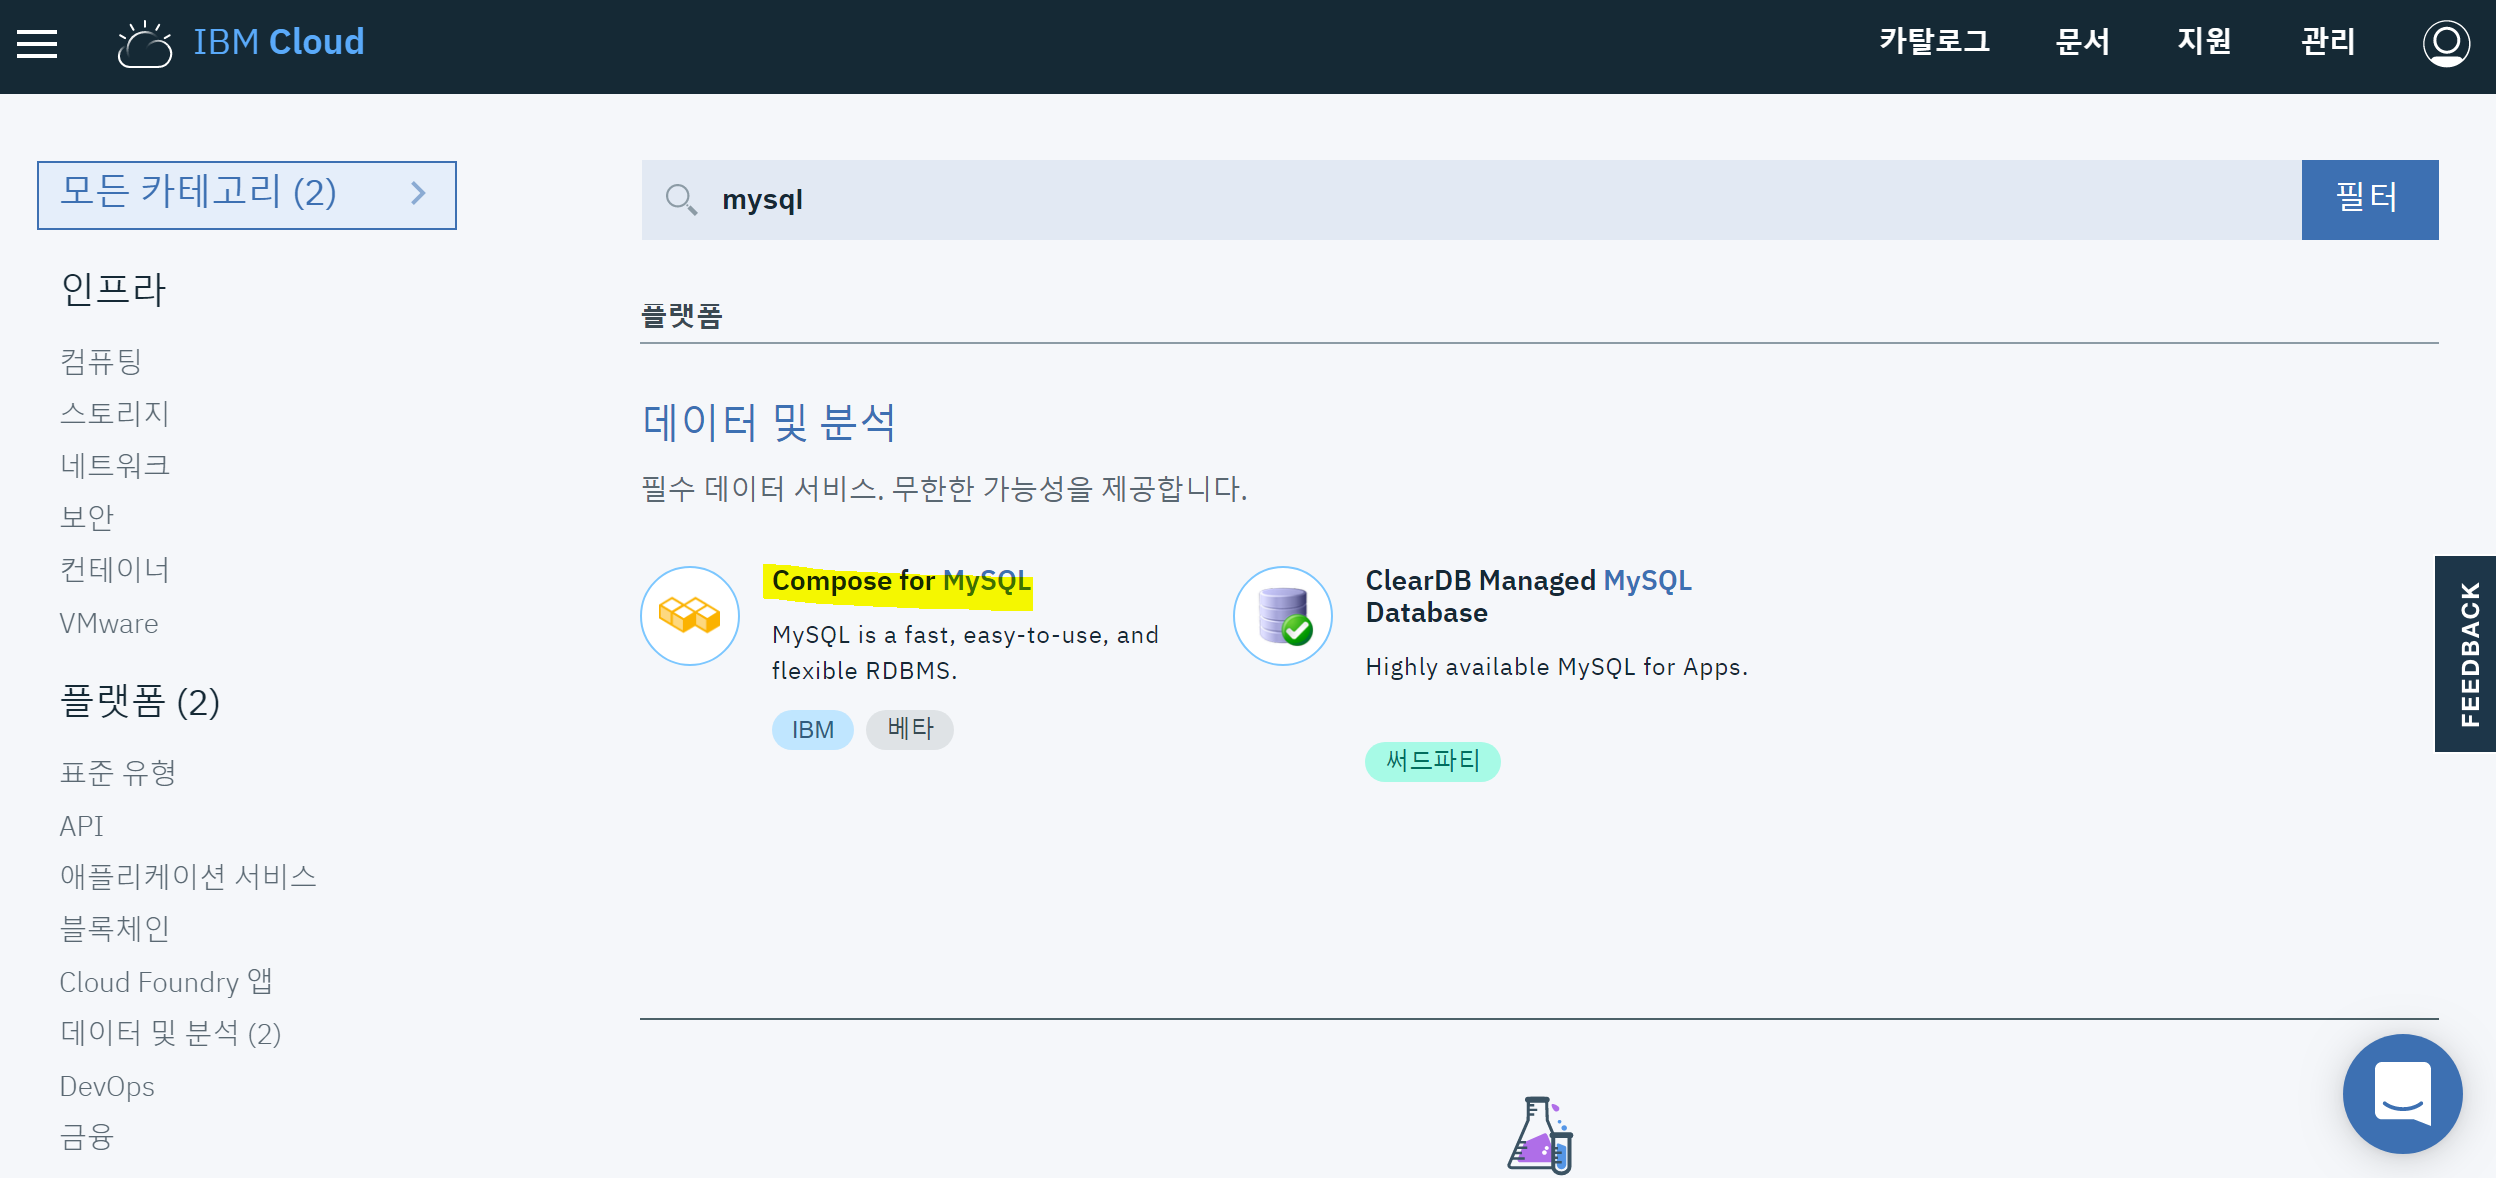 IBM Cloud
카탈로그 문서 지원 관리
모든 카테고리 (2)
인프라
컴퓨팅
스토리지
네트워크
보안
컨테이너
VMware
플랫폼 (2)
표준 유형
API
애플리케이션 서비스
블록체인
Cloud Foundry 앱
데이터 및 분석 (2)
DevOps
금융
mysql
필터
플랫폼
데이터 및 분석
필수 데이터 서비스. 무한한 가능성을 제공합니다.
Compose for MySQL
MySQL is a fast, easy-to-use, and
flexible RDBMS.
IBM 베타
ClearDB Managed MySQL
Database
Highly available MySQL for Apps.
써드파티
FEEDBACK